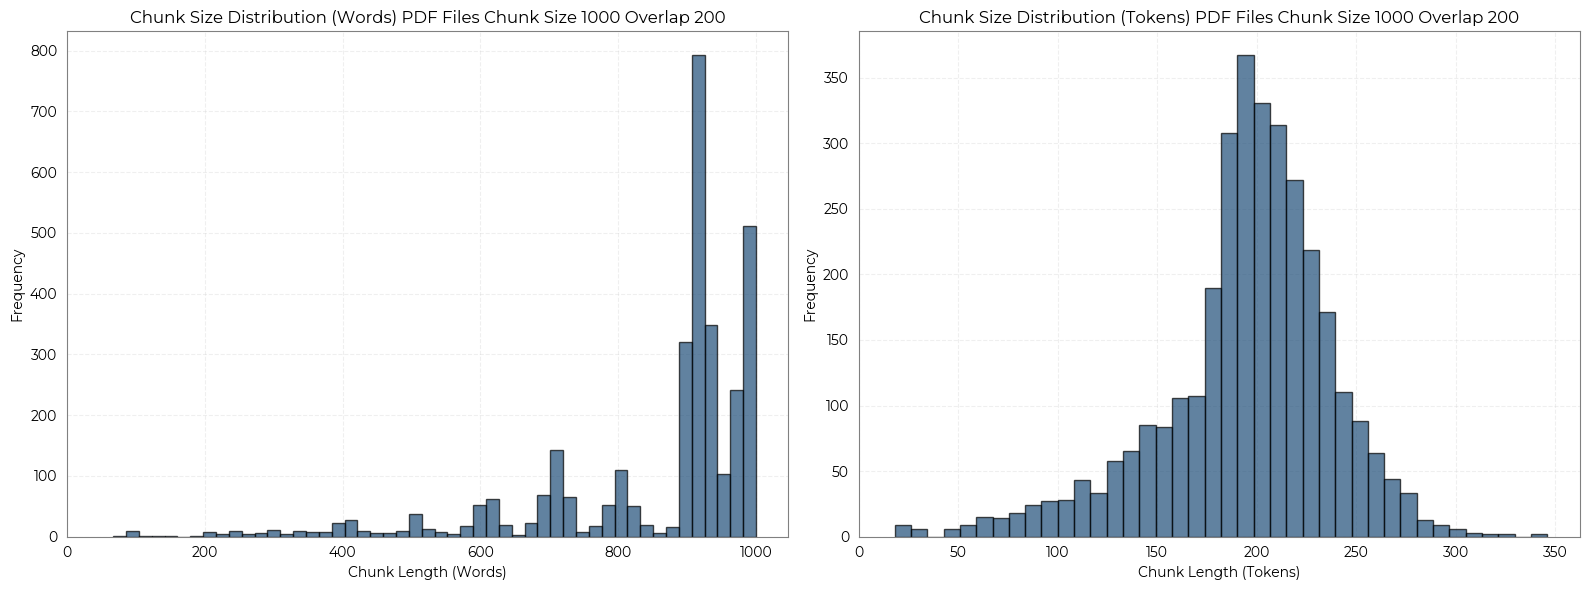 Chunk Size Distribution (Words) PDF Files Chunk Size 1000 Overlap 200
800
700
600
500
400
300
200
100
0
Frequency
0 200 400 600 800 1000
Chunk Length (Words)
Chunk Size Distribution (Tokens) PDF Files Chunk Size 1000 Overlap 200
350
300
250
200
150
100
50
0
Frequency
0 50 100 150 200 250 300 350
Chunk Length (Tokens)